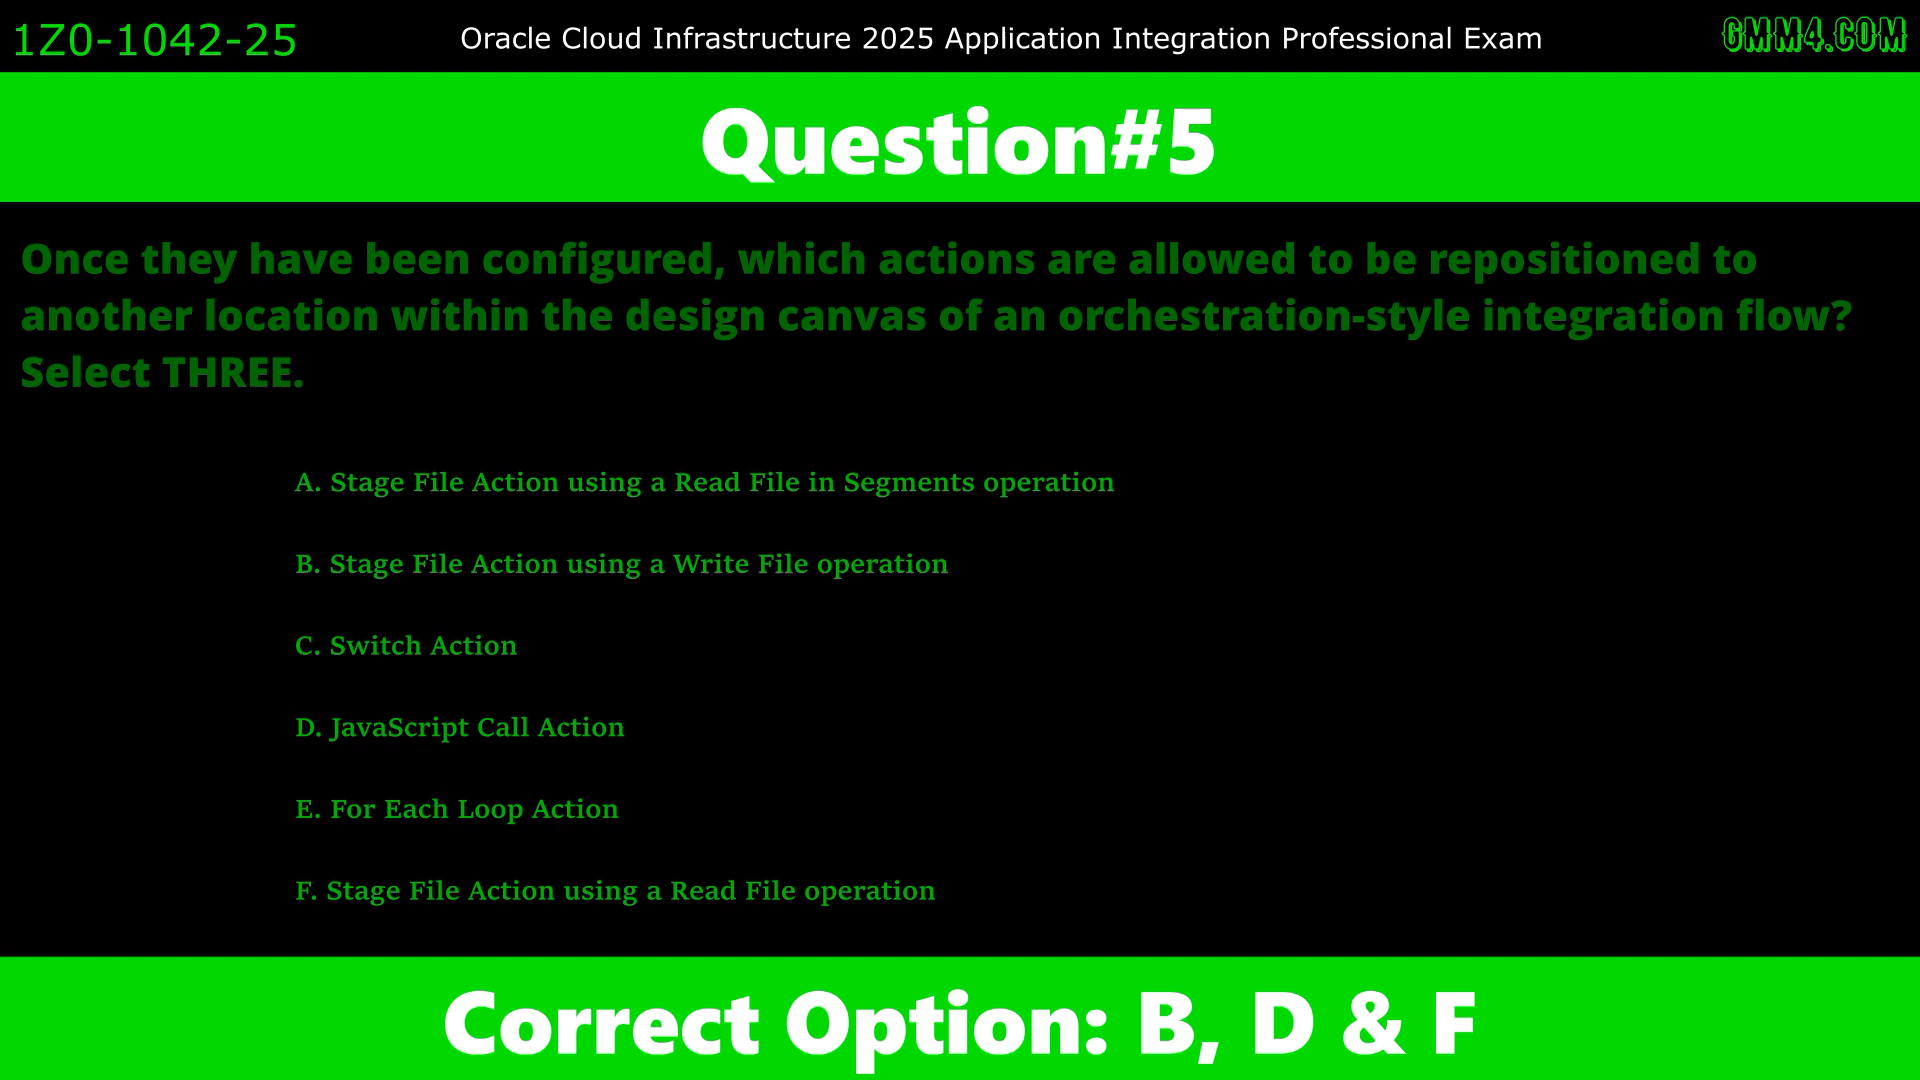 1Z0-1042-25
Oracle Cloud Infrastructure 2025 Application Integration Professional Exam
GMM4.COM
Question#5
Once they have been configured, which actions are allowed to be repositioned to
another location within the design canvas of an orchestration-style integration flow?
Select THREE.
A. Stage File Action using a Read File in Segments operation
B. Stage File Action using a Write File operation
C. Switch Action
D. JavaScript Call Action
E. For Each Loop Action
F. Stage File Action using a Read File operation
Correct Option: B, D & F